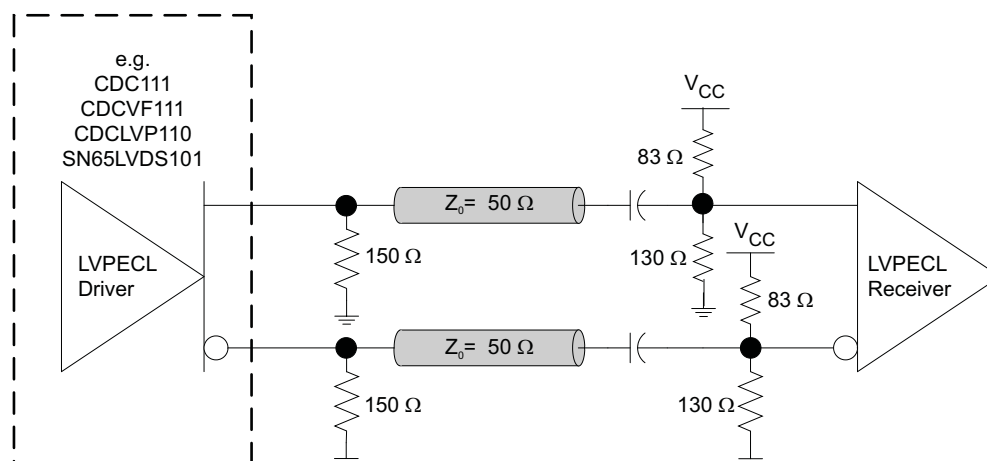 e.g.
CDC111
CDCVF111
CDCLVP110
SN65LVDS101
LVPECL
Driver
150 Ω
Z₀= 50 Ω
V_CC
83 Ω
130 Ω
V_CC
83 Ω
LVPECL
Receiver
Z₀= 50 Ω
150 Ω
130 Ω